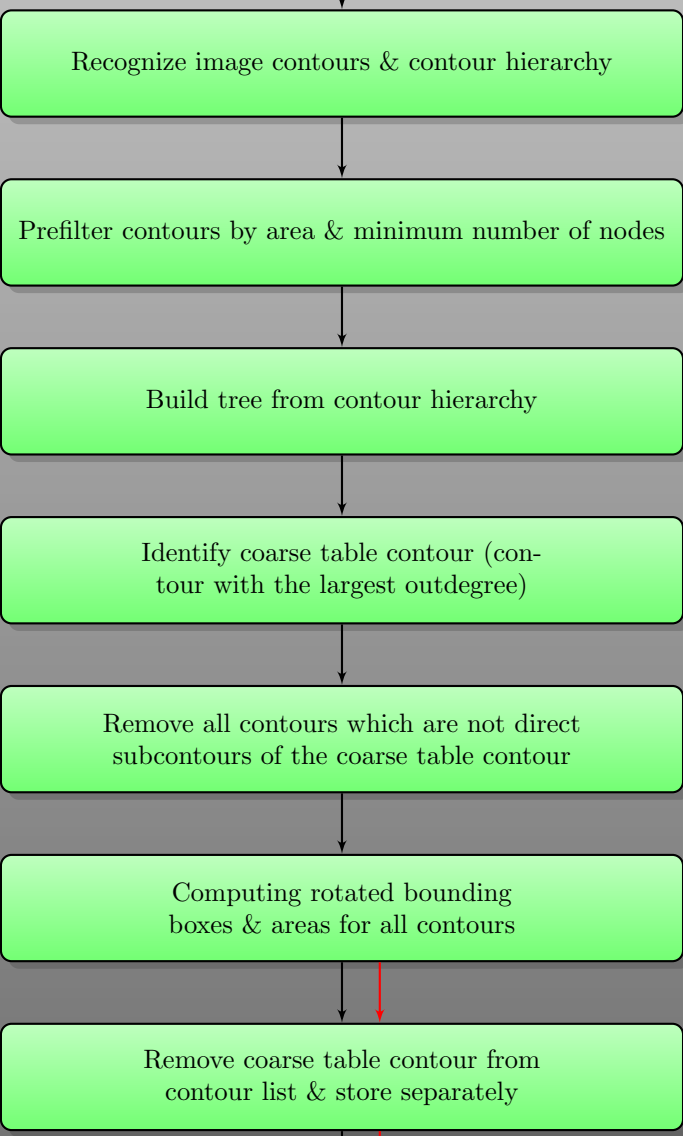 Recognize image contours & contour hierarchy
Prefilter contours by area & minimum number of nodes
Build tree from contour hierarchy
Identify coarse table contour (con-
tour with the largest outdegree)
Remove all contours which are not direct
subcontours of the coarse table contour
Computing rotated bounding
boxes & areas for all contours
Remove coarse table contour from
contour list & store separately